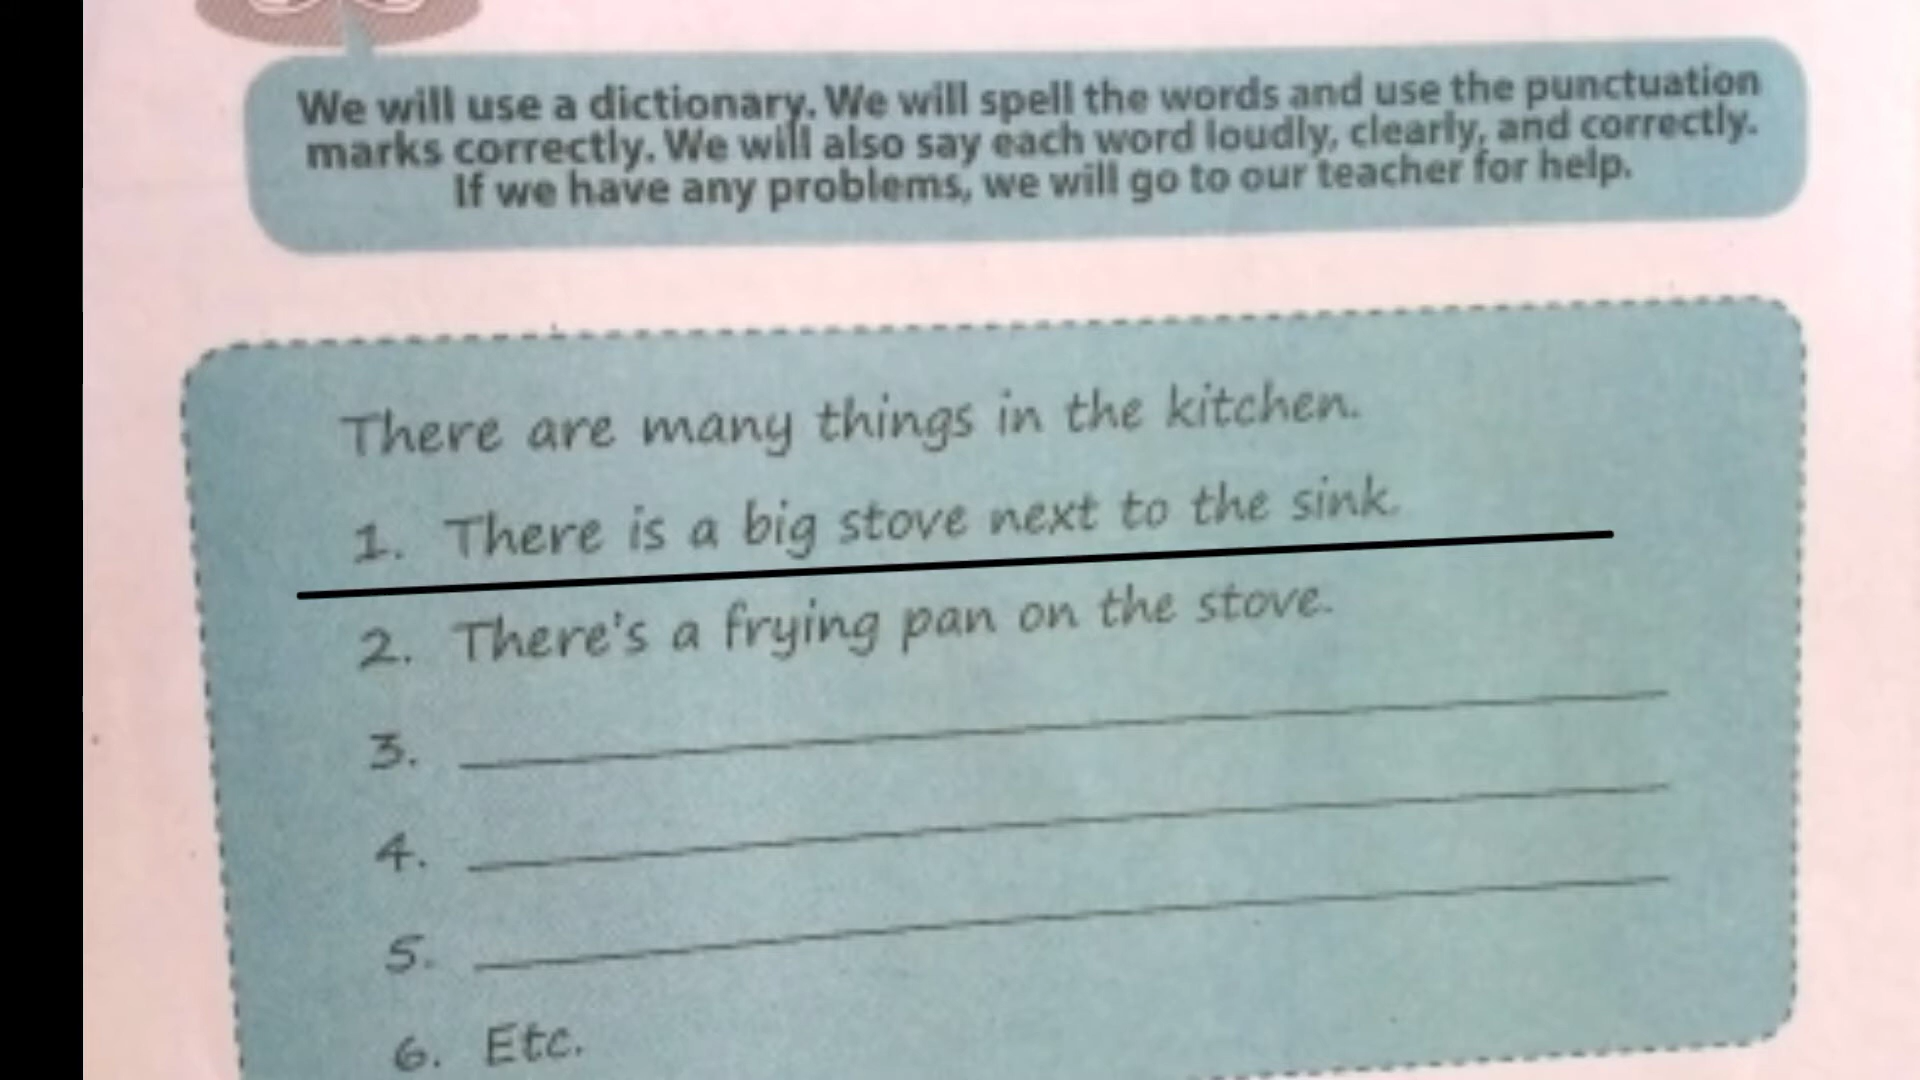 We will use a dictionary. We will spell the words and use the punctuation
marks correctly. We will also say each word loudly, clearly, and correctly.
If we have any problems, we will go to our teacher for help.
There are many things in the kitchen.
1. There is a big stove next to the sink.
2. There's a frying pan on the stove.
3.
4.
5.
6. Etc.